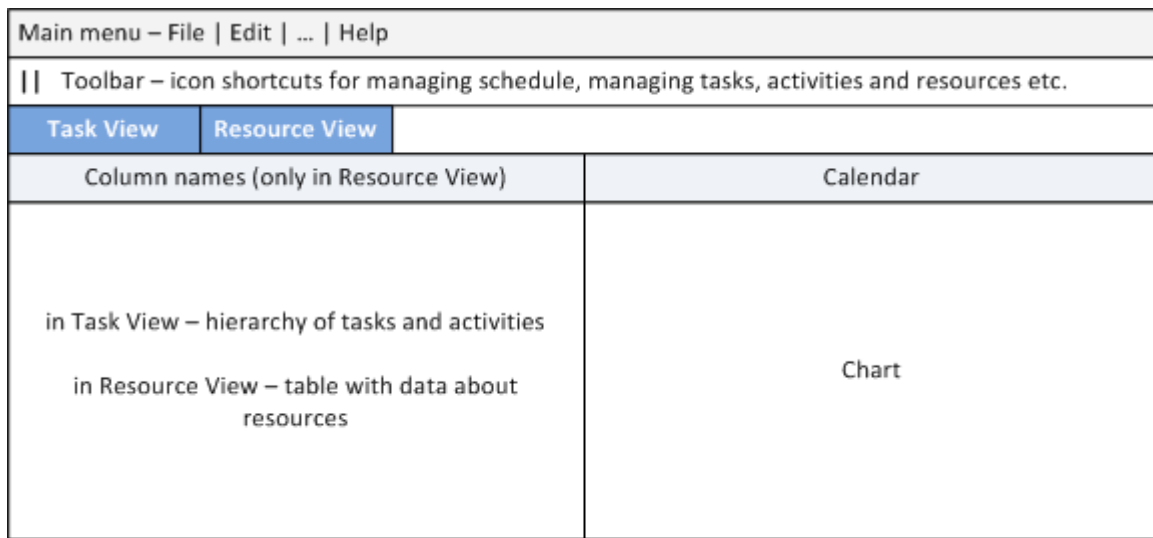 Main menu – File | Edit | ... | Help
|| Toolbar – icon shortcuts for managing schedule, managing tasks, activities and resources etc.
Task View
Resource View
Column names (only in Resource View)
Calendar
in Task View – hierarchy of tasks and activities
in Resource View – table with data about
resources
Chart